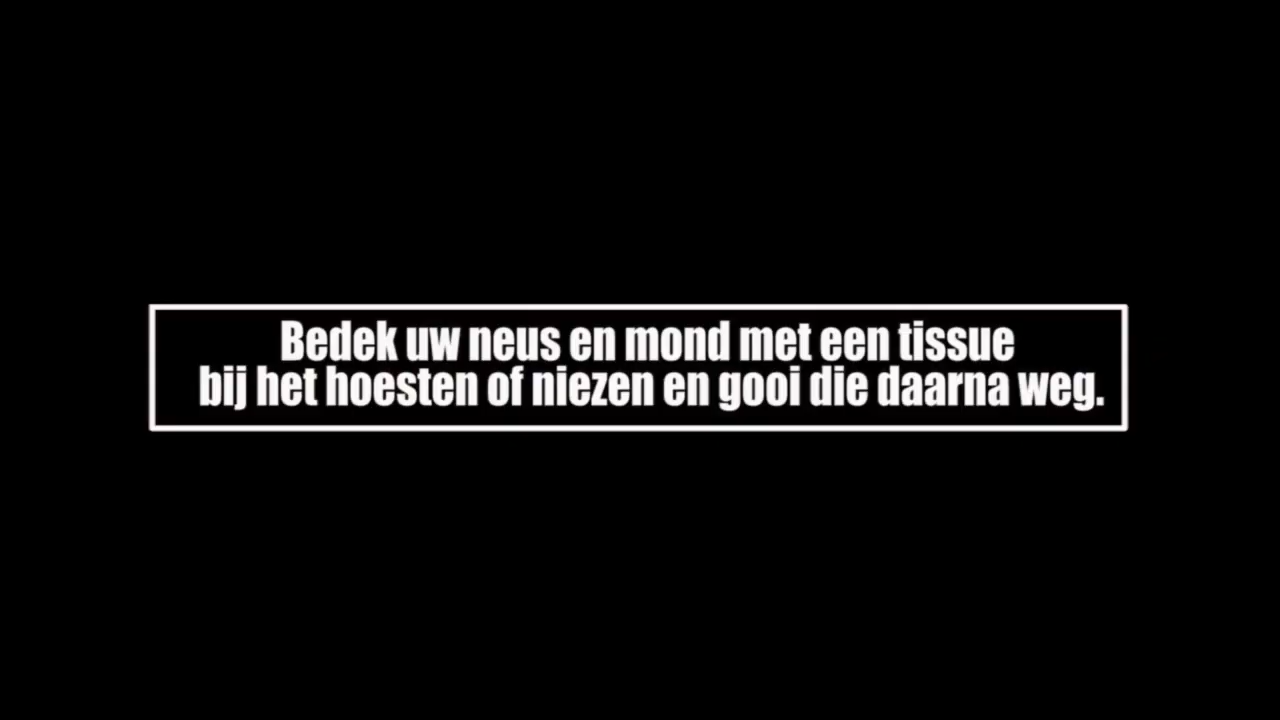 Bedek uw neus en mond met een tissue
bij het hoesten of niezen en gooi die daarna weg.